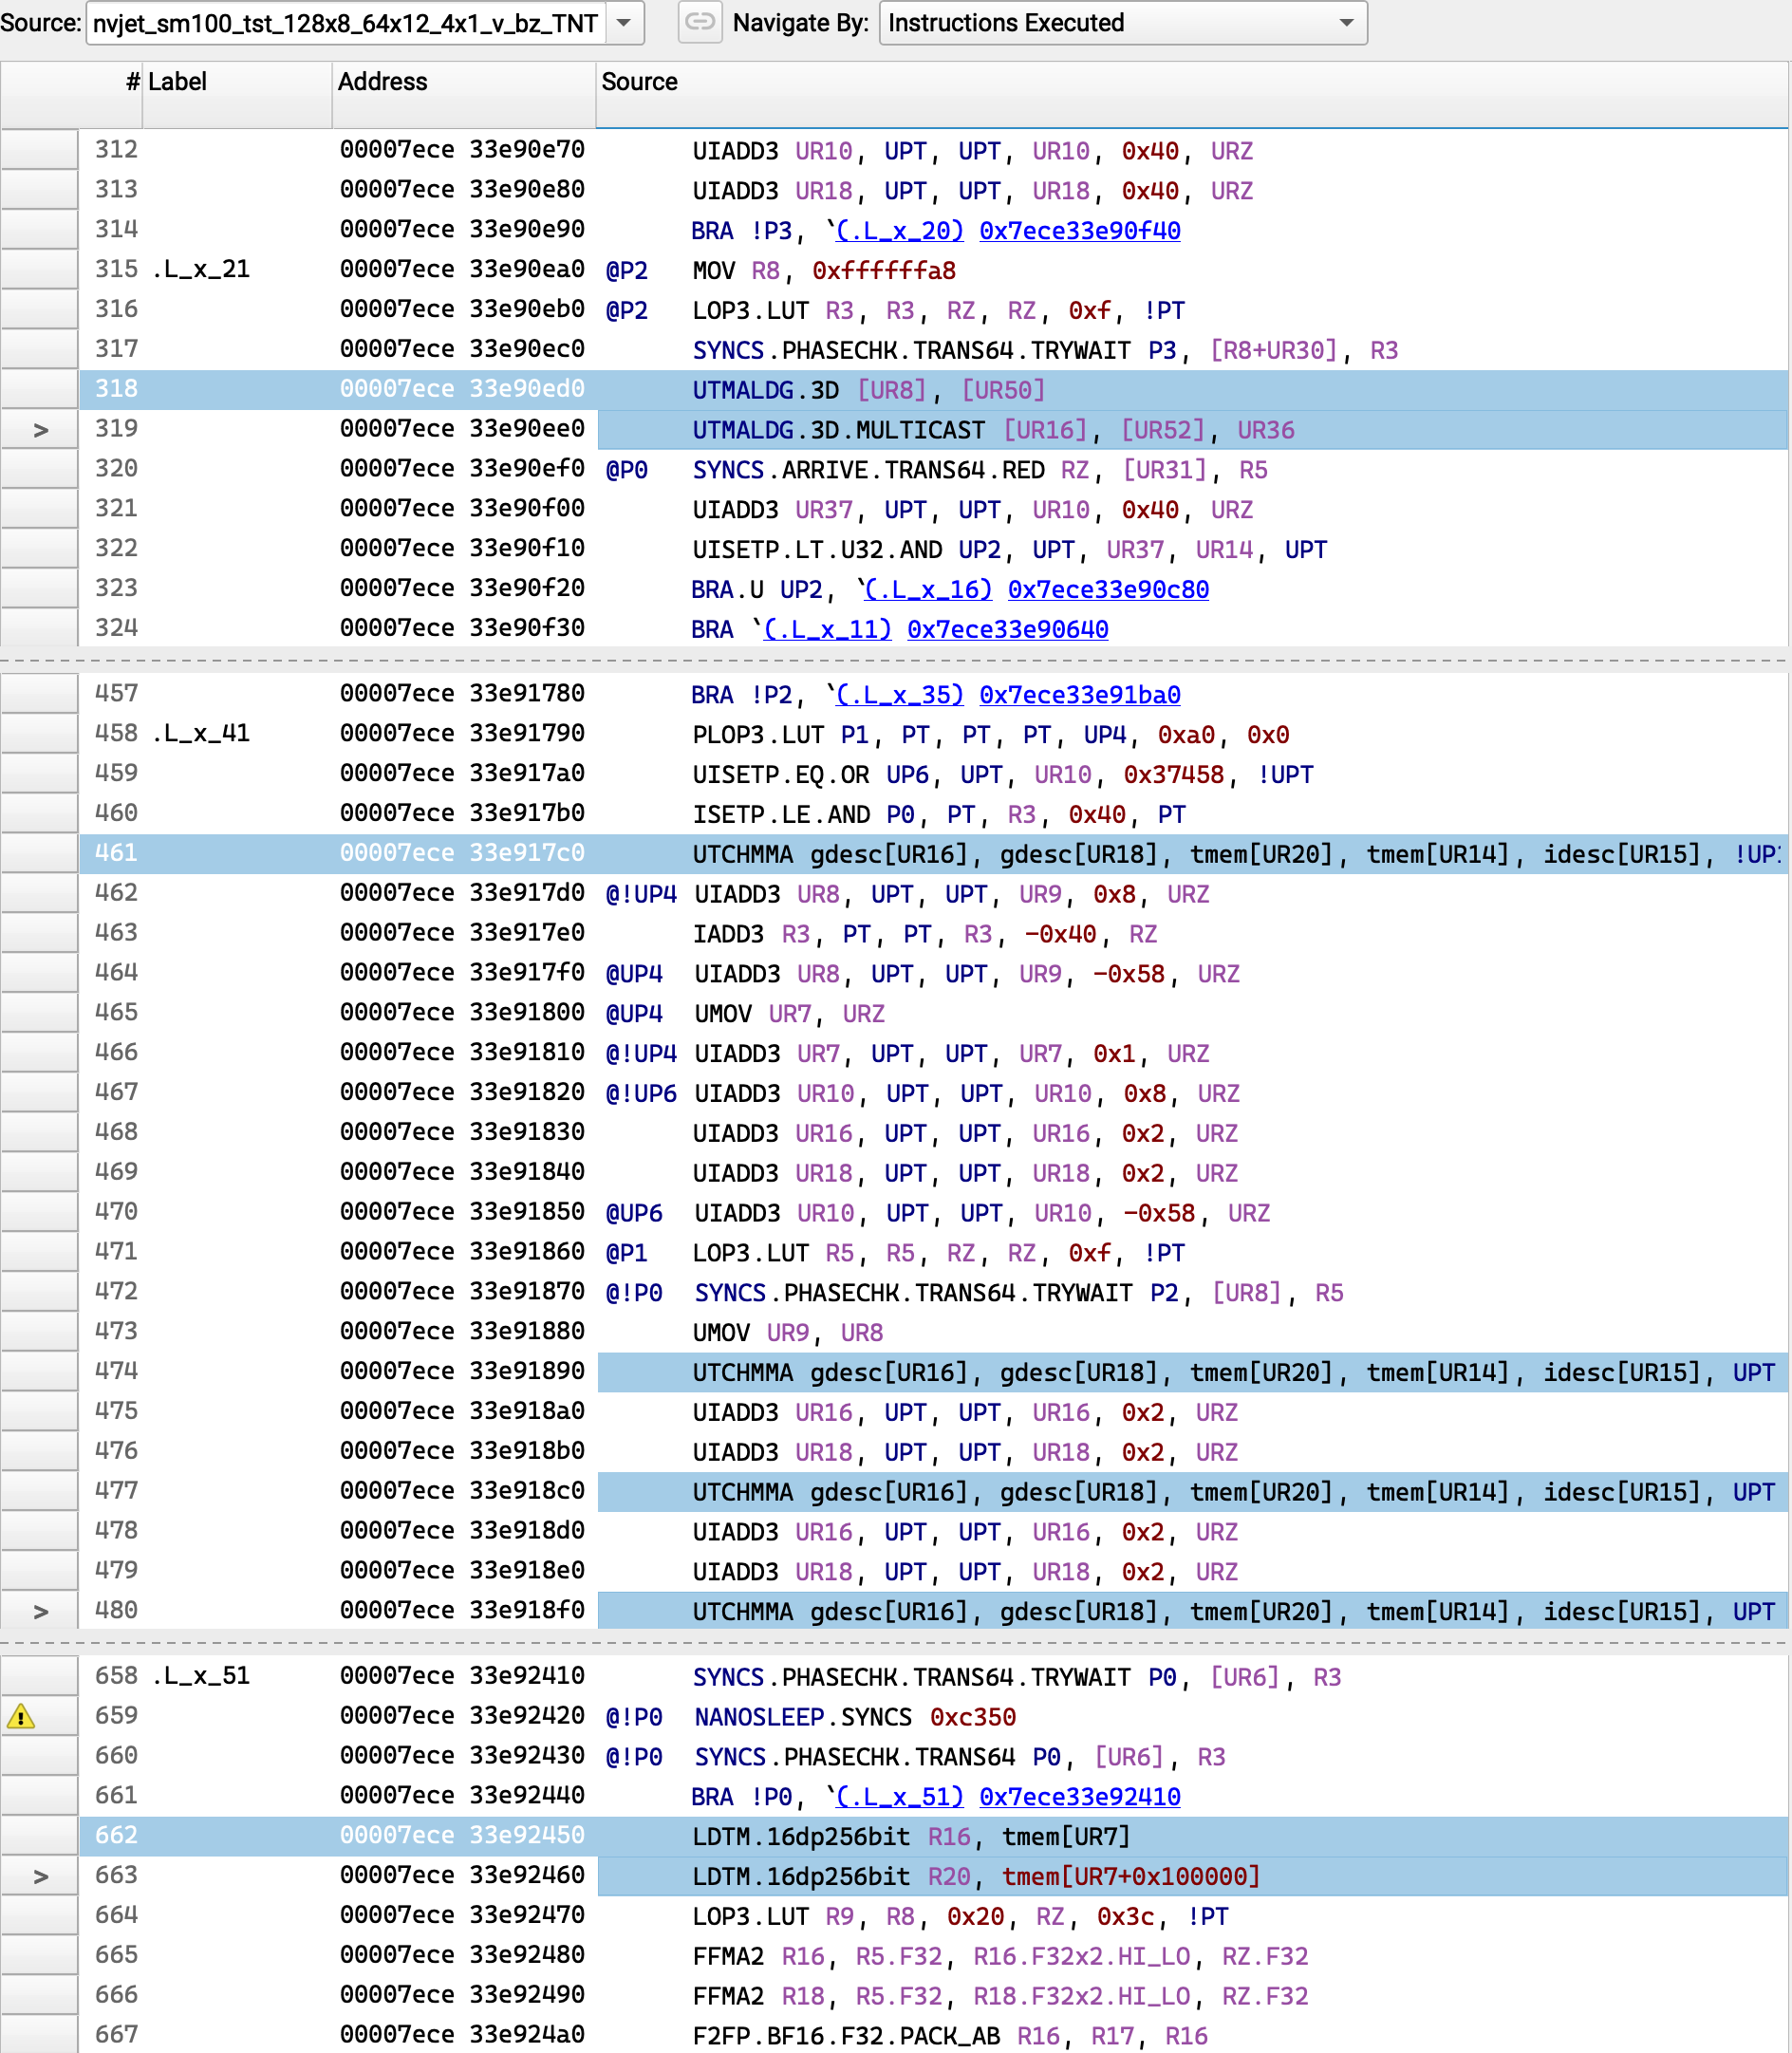 Source: nvjet_sm100_tst_128x8_64x12_4x1_v_bz_TNT Navigate By: Instructions Executed
# Label Address Source
312 00007ece 33e90e70 UIADD3 UR10, UPT, UPT, UR10, 0x40, URZ
313 00007ece 33e90e80 UIADD3 UR18, UPT, UPT, UR18, 0x40, URZ
314 00007ece 33e90e90 BRA !P3, `(.L_x_20) 0x7ece33e90f40
315 .L_x_21 00007ece 33e90ea0 @P2 MOV R8, 0xffffffa8
316 00007ece 33e90eb0 @P2 LOP3.LUT R3, R3, RZ, RZ, 0xf, !PT
317 00007ece 33e90ec0 SYNCS.PHASECHK.TRANS64.TRYWAIT P3, [R8+UR30], R3
318 00007ece 33e90ed0 UTMALDG.3D [UR8], [UR50]
> 319 00007ece 33e90ee0 UTMALDG.3D.MULTICAST [UR16], [UR52], UR36
320 00007ece 33e90ef0 @P0 SYNCS.ARRIVE.TRANS64.RED RZ, [UR31], R5
321 00007ece 33e90f00 UIADD3 UR37, UPT, UPT, UR10, 0x40, URZ
322 00007ece 33e90f10 UISETP.LT.U32.AND UP2, UPT, UR37, UR14, UPT
323 00007ece 33e90f20 BRA.U UP2, `(.L_x_16) 0x7ece33e90c80
324 00007ece 33e90f30 BRA `(.L_x_11) 0x7ece33e90640
457 00007ece 33e91780 BRA !P2, `(.L_x_35) 0x7ece33e91ba0
458 .L_x_41 00007ece 33e91790 PLOP3.LUT P1, PT, PT, PT, UP4, 0xa0, 0x0
459 00007ece 33e917a0 UISETP.EQ.OR UP6, UPT, UR10, 0x37458, !UPT
460 00007ece 33e917b0 ISETP.LE.AND P0, PT, R3, 0x40, PT
461 00007ece 33e917c0 UTCHMMA gdesc[UR16], gdesc[UR18], tmem[UR20], tmem[UR14], idesc[UR15], !UP
462 00007ece 33e917d0 @!UP4 UIADD3 UR8, UPT, UPT, UR9, 0x8, URZ
463 00007ece 33e917e0 IADD3 R3, PT, PT, R3, -0x40, RZ
464 00007ece 33e917f0 @UP4 UIADD3 UR8, UPT, UPT, UR9, -0x58, URZ
465 00007ece 33e91800 @UP4 UMOV UR7, URZ
466 00007ece 33e91810 @!UP4 UIADD3 UR7, UPT, UPT, UR7, 0x1, URZ
467 00007ece 33e91820 @!UP6 UIADD3 UR10, UPT, UPT, UR10, 0x8, URZ
468 00007ece 33e91830 UIADD3 UR16, UPT, UPT, UR16, 0x2, URZ
469 00007ece 33e91840 UIADD3 UR18, UPT, UPT, UR18, 0x2, URZ
470 00007ece 33e91850 @UP6 UIADD3 UR10, UPT, UPT, UR10, -0x58, URZ
471 00007ece 33e91860 @P1 LOP3.LUT R5, R5, RZ, RZ, 0xf, !PT
472 00007ece 33e91870 @!P0 SYNCS.PHASECHK.TRANS64.TRYWAIT P2, [UR8], R5
473 00007ece 33e91880 UMOV UR9, UR8
474 00007ece 33e91890 UTCHMMA gdesc[UR16], gdesc[UR18], tmem[UR20], tmem[UR14], idesc[UR15], UPT
475 00007ece 33e918a0 UIADD3 UR16, UPT, UPT, UR16, 0x2, URZ
476 00007ece 33e918b0 UIADD3 UR18, UPT, UPT, UR18, 0x2, URZ
477 00007ece 33e918c0 UTCHMMA gdesc[UR16], gdesc[UR18], tmem[UR20], tmem[UR14], idesc[UR15], UPT
478 00007ece 33e918d0 UIADD3 UR16, UPT, UPT, UR16, 0x2, URZ
479 00007ece 33e918e0 UIADD3 UR18, UPT, UPT, UR18, 0x2, URZ
> 480 00007ece 33e918f0 UTCHMMA gdesc[UR16], gdesc[UR18], tmem[UR20], tmem[UR14], idesc[UR15], UPT
658 .L_x_51 00007ece 33e92410 SYNCS.PHASECHK.TRANS64.TRYWAIT P0, [UR6], R3
659 00007ece 33e92420 @!P0 NANOSLEEP.SYNCS 0xc350
660 00007ece 33e92430 @!P0 SYNCS.PHASECHK.TRANS64 P0, [UR6], R3
661 00007ece 33e92440 BRA !P0, `(.L_x_51) 0x7ece33e92410
662 00007ece 33e92450 LDTM.16dp256bit R16, tmem[UR7]
> 663 00007ece 33e92460 LDTM.16dp256bit R20, tmem[UR7+0x100000]
664 00007ece 33e92470 LOP3.LUT R9, R8, 0x20, RZ, 0x3c, !PT
665 00007ece 33e92480 FFMA2 R16, R5.F32, R16.F32x2.HI_LO, RZ.F32
666 00007ece 33e92490 FFMA2 R18, R5.F32, R18.F32x2.HI_LO, RZ.F32
667 00007ece 33e924a0 F2FP.BF16.F32.PACK_AB R16, R17, R16